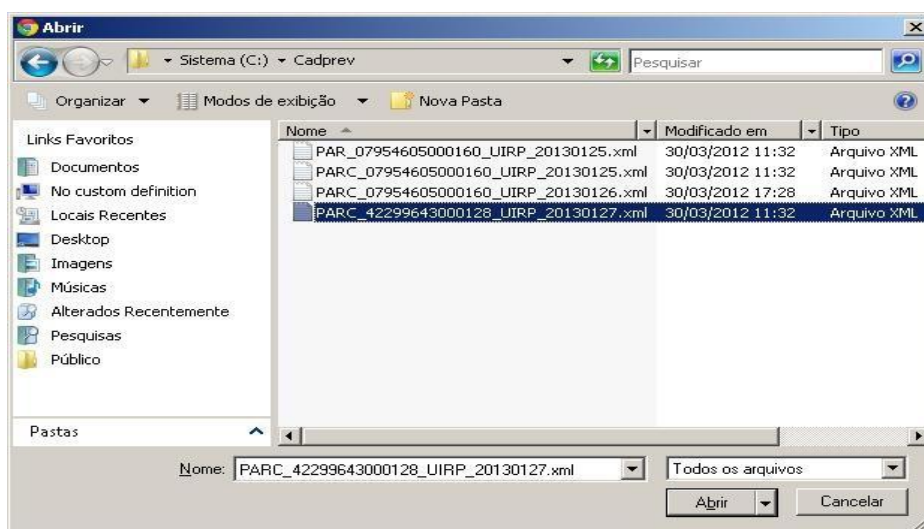 Abrir
Sistema (C:) Cadprev Pesquisar
Organizar Modos de exibição Nova Pasta
Links Favoritos
Documentos
No custom definition
Locais Recentes
Desktop
Imagens
Músicas
Alterados Recentemente
Pesquisas
Público
Pastas
Nome Modificado em Tipo
PAR_07954605000160_UIRP_20130125.xml 30/03/2012 11:32 Arquivo XML
PARC_07954605000160_UIRP_20130125.xml 30/03/2012 11:32 Arquivo XML
PARC_07954605000160_UIRP_20130126.xml 30/03/2012 17:28 Arquivo XML
PARC_42299643000128_UIRP_20130127.xml 30/03/2012 11:32 Arquivo XML
Nome: PARC_42299643000128_UIRP_20130127.xml Todos os arquivos
Abrir Cancelar